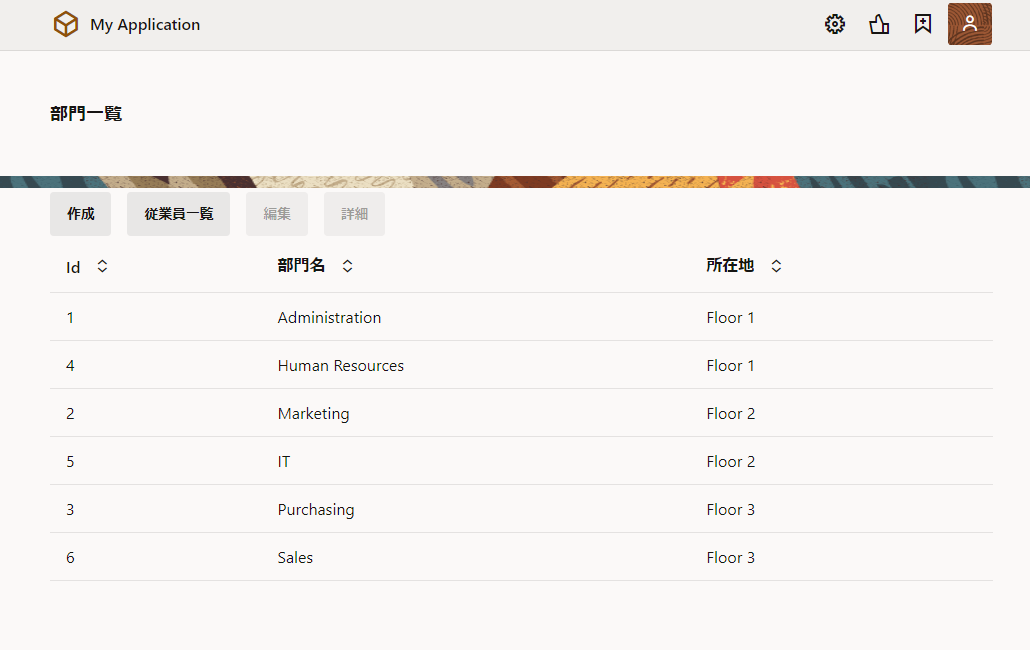 My Application
部門一覧
作成 従業員一覧 編集 詳細
Id 部門名 所在地
1 Administration Floor 1
4 Human Resources Floor 1
2 Marketing Floor 2
5 IT Floor 2
3 Purchasing Floor 3
6 Sales Floor 3